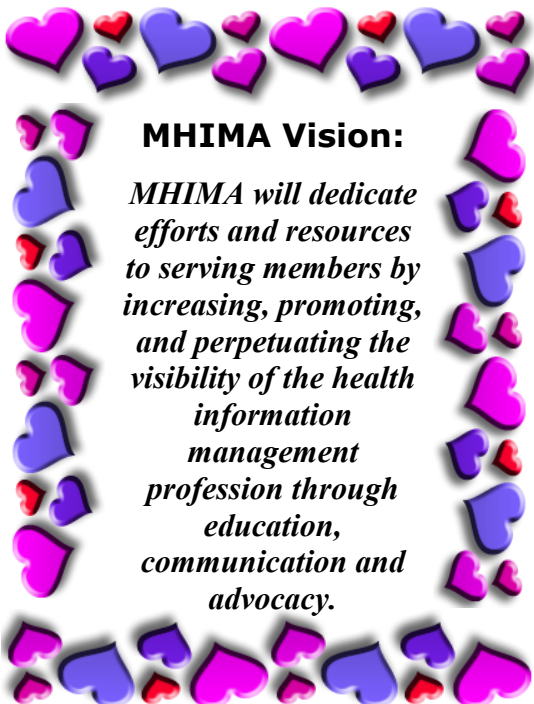 MHIMA Vision:
MHIMA will dedicate
efforts and resources
to serving members by
increasing, promoting,
and perpetuating the
visibility of the health
information
management
profession through
education,
communication and
advocacy.